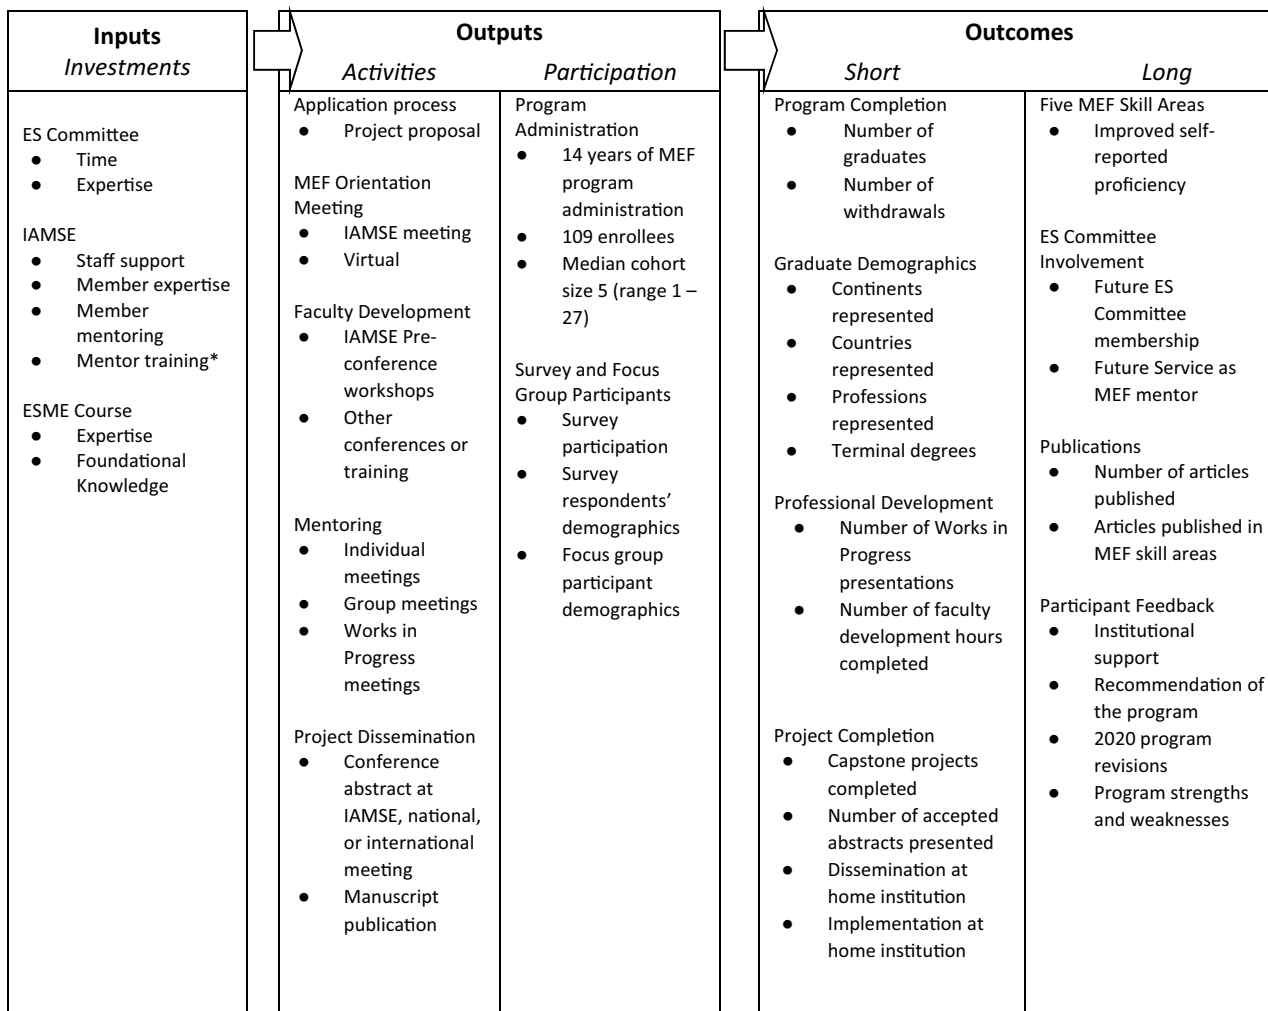 Inputs
Investments
ES Committee
● Time
● Expertise
IAMSE
● Staff support
● Member expertise
● Member
mentoring
● Mentor training*
ESME Course
● Expertise
● Foundational
Knowledge
Outputs
Activities
Application process
● Project proposal
MEF Orientation
Meeting
● IAMSE meeting
● Virtual
Faculty Development
● IAMSE Pre-
conference
workshops
● Other
conferences or
training
Mentoring
● Individual
meetings
● Group meetings
● Works in
Progress
meetings
Project Dissemination
● Conference
abstract at
IAMSE, national,
or international
meeting
● Manuscript
publication
Participation
Program
Administration
● 14 years of MEF
program
administration
● 109 enrollees
● Median cohort
size 5 (range 1 –
27)
Survey and Focus
Group Participants
● Survey
participation
● Survey
respondents’
demographics
● Focus group
participant
demographics
Outcomes
Short
Program Completion
● Number of
graduates
● Number of
withdrawals
Graduate Demographics
● Continents
represented
● Countries
represented
● Professions
represented
● Terminal degrees
Professional Development
● Number of Works in
Progress
presentations
● Number of faculty
development hours
completed
Project Completion
● Capstone projects
completed
● Number of accepted
abstracts presented
● Dissemination at
home institution
● Implementation at
home institution
Long
Five MEF Skill Areas
● Improved self-
reported
proficiency
ES Committee
Involvement
● Future ES
Committee
membership
● Future Service as
MEF mentor
Publications
● Number of articles
published
● Articles published in
MEF skill areas
Participant Feedback
● Institutional
support
● Recommendation of
the program
● 2020 program
revisions
● Program strengths
and weaknesses